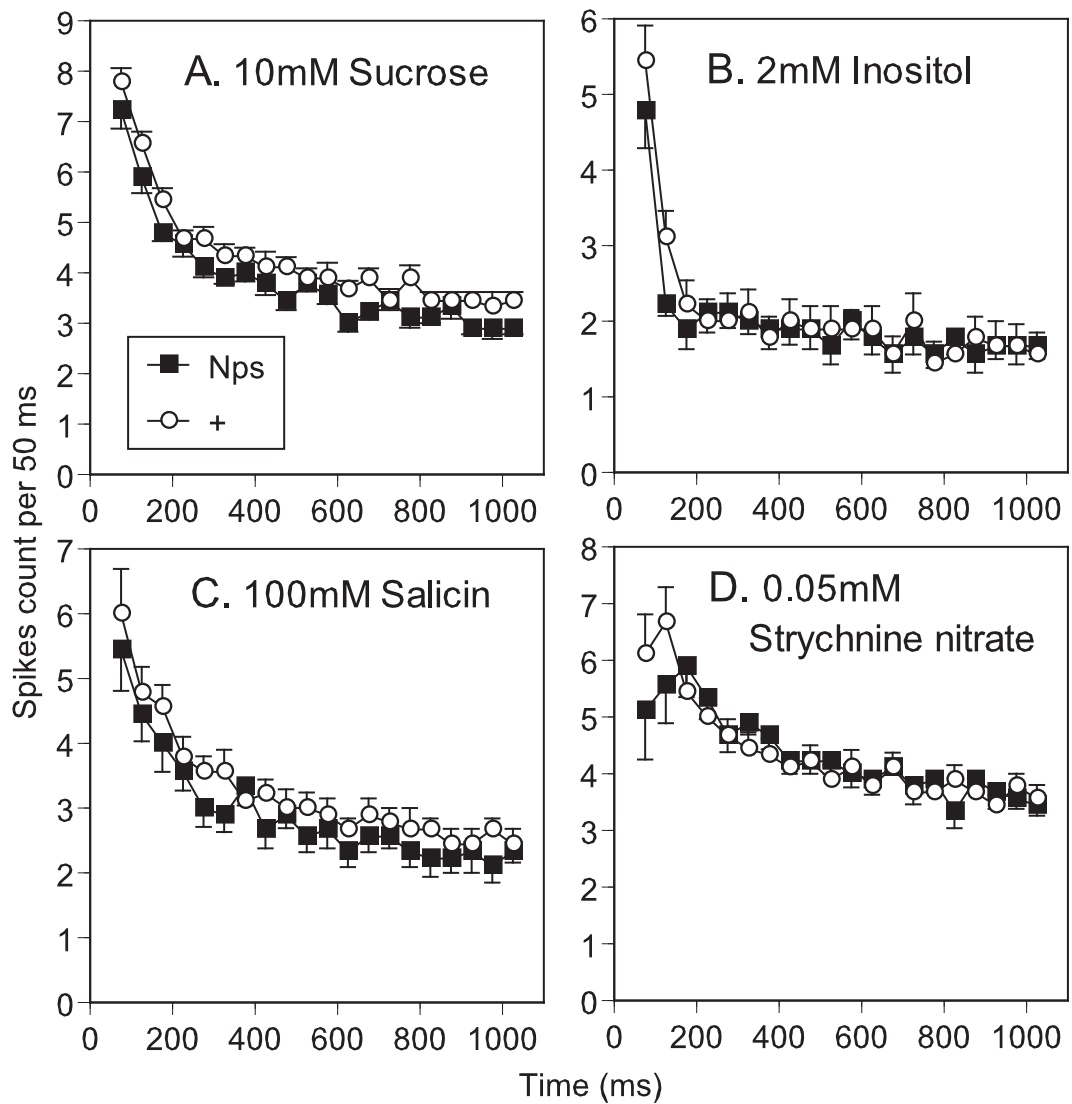 Spikes count per 50 ms
9
8
7
6
5
4
3
2
1
0
A. 10mM Sucrose
Nps
+
0 200 400 600 800 1000
6
5
4
3
2
1
0
B. 2mM Inositol
0 200 400 600 800 1000
7
6
5
4
3
2
1
0
C. 100mM Salicin
0 200 400 600 800 1000
8
7
6
5
4
3
2
1
0
D. 0.05mM
Strychnine nitrate
0 200 400 600 800 1000
Time (ms)